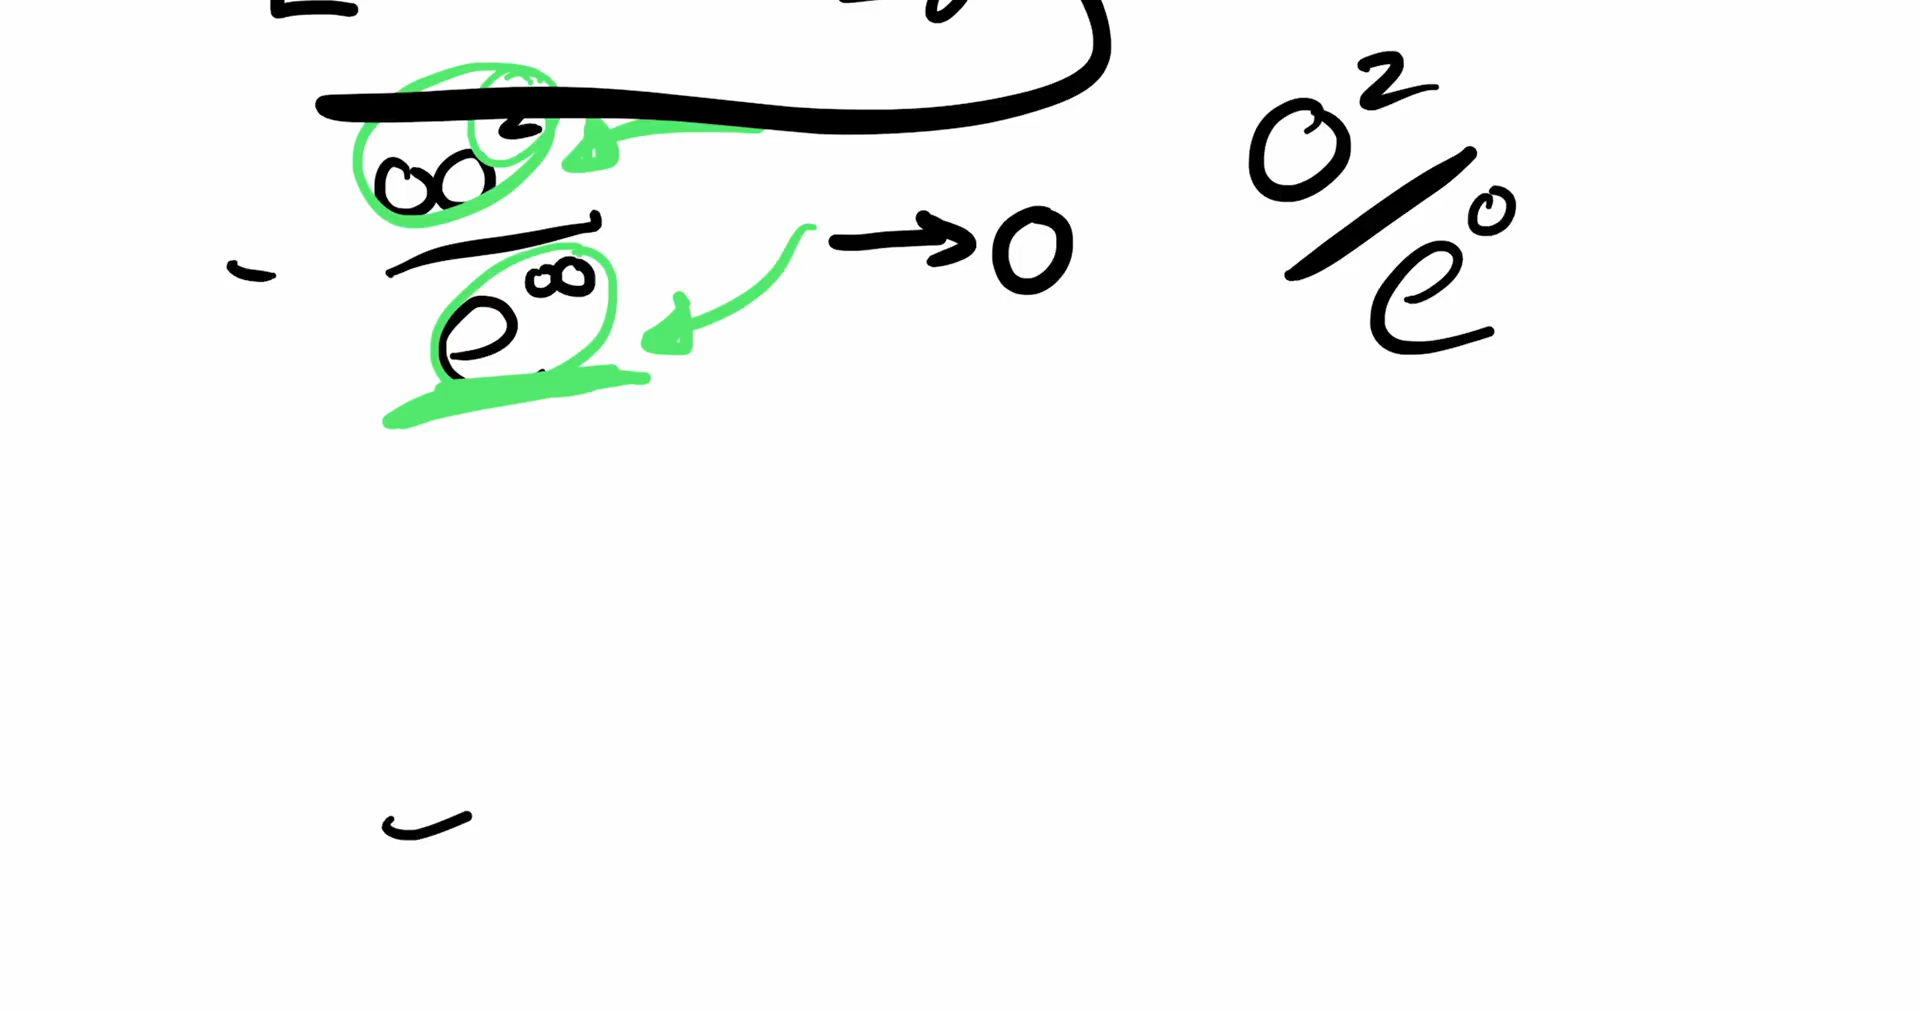 - ∞² / e^∞ → 0
0² / e⁰